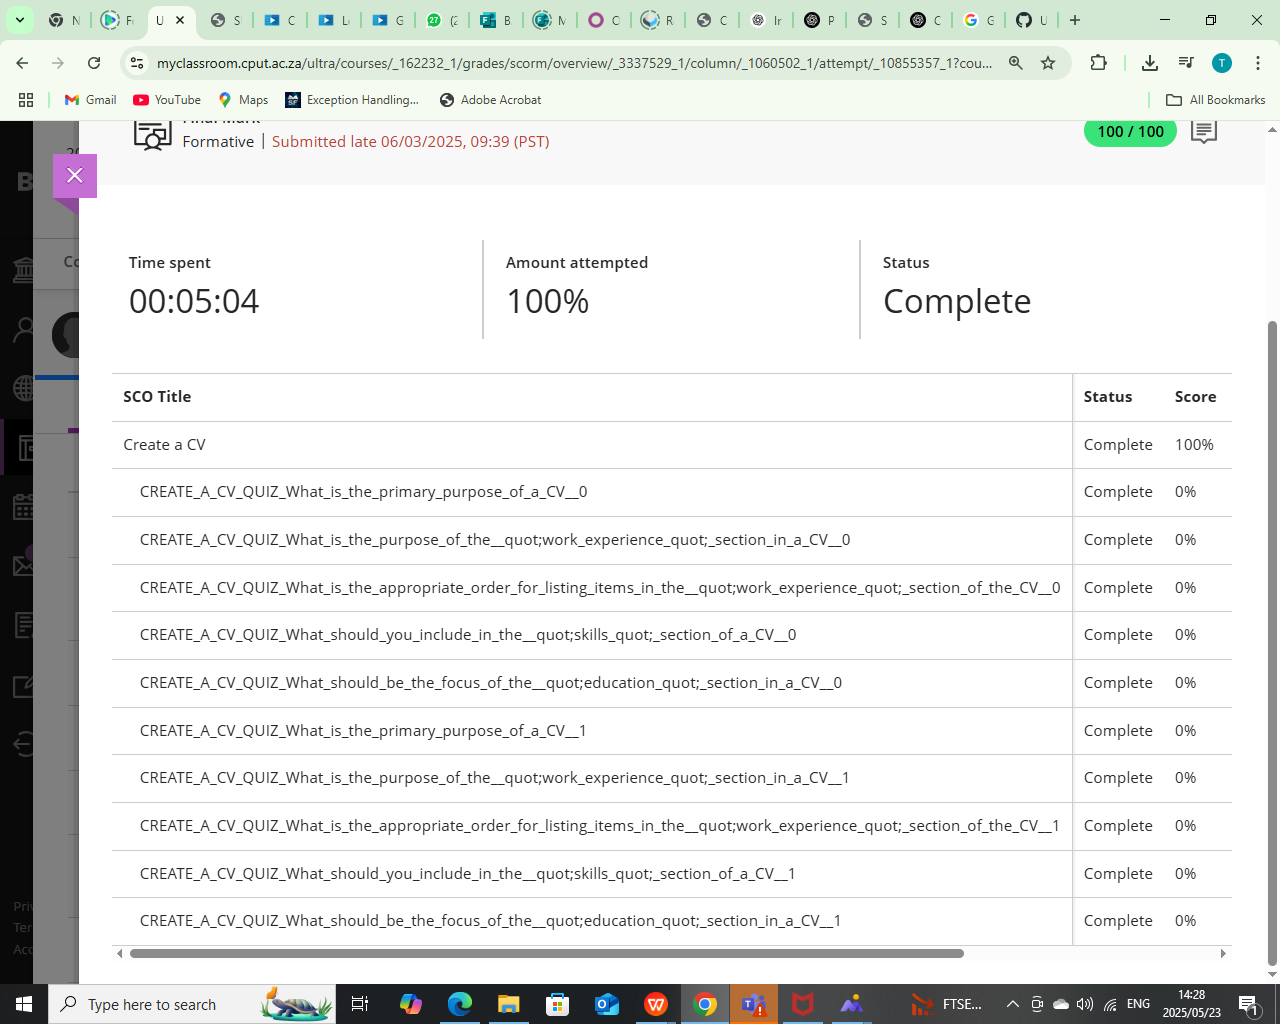 N
F
U
S
C
L
G
(2
B
M
C
R
C
Ir
P
S
C
G
U
myclassroom.cput.ac.za/ultra/courses/_162232_1/grades/scorm/overview/_3337529_1/column/_1060502_1/attempt/_10855357_1?cou...
T
Gmail
YouTube
Maps
Exception Handling...
Adobe Acrobat
All Bookmarks
Formative
Submitted late 06/03/2025, 09:39 (PST)
100 / 100
B
Time spent
Amount attempted
Status
00:05:04
100%
Complete
SCO Title
Status
Score
Create a CV
Complete
100%
CREATE_A_CV_QUIZ_What_is_the_primary_purpose_of_a_CV__0
Complete
0%
CREATE_A_CV_QUIZ_What_is_the_purpose_of_the__quot;work_experience_quot;_section_in_a_CV__0
Complete
0%
CREATE_A_CV_QUIZ_What_is_the_appropriate_order_for_listing_items_in_the__quot;work_experience_quot;_section_of_the_CV__0
Complete
0%
CREATE_A_CV_QUIZ_What_should_you_include_in_the__quot;skills_quot;_section_of_a_CV__0
Complete
0%
CREATE_A_CV_QUIZ_What_should_be_the_focus_of_the__quot;education_quot;_section_in_a_CV__0
Complete
0%
CREATE_A_CV_QUIZ_What_is_the_primary_purpose_of_a_CV__1
Complete
0%
CREATE_A_CV_QUIZ_What_is_the_purpose_of_the__quot;work_experience_quot;_section_in_a_CV__1
Complete
0%
CREATE_A_CV_QUIZ_What_is_the_appropriate_order_for_listing_items_in_the__quot;work_experience_quot;_section_of_the_CV__1
Complete
0%
CREATE_A_CV_QUIZ_What_should_you_include_in_the__quot;skills_quot;_section_of_a_CV__1
Complete
0%
CREATE_A_CV_QUIZ_What_should_be_the_focus_of_the__quot;education_quot;_section_in_a_CV__1
Complete
0%
Type here to search
FTSE...
ENG
14:28
2025/05/23
1